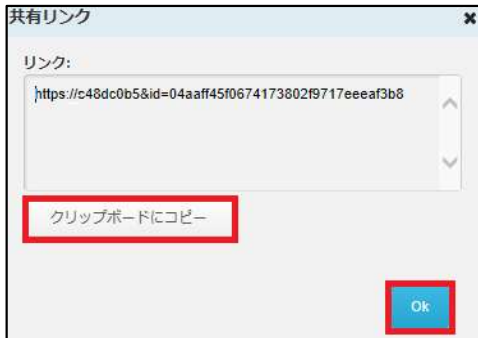 共有リンク
リンク:
https://c48dc0b5&id=04aaff45f0674173802f9717eeeaf3b8
クリップボードにコピー
Ok